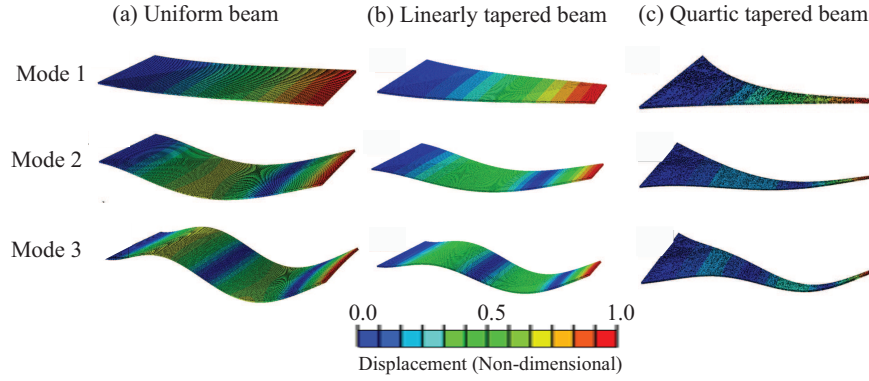 (a) Uniform beam
(b) Linearly tapered beam
(c) Quartic tapered beam
Mode 1
Mode 2
Mode 3
0.0 0.5 1.0
Displacement (Non-dimensional)